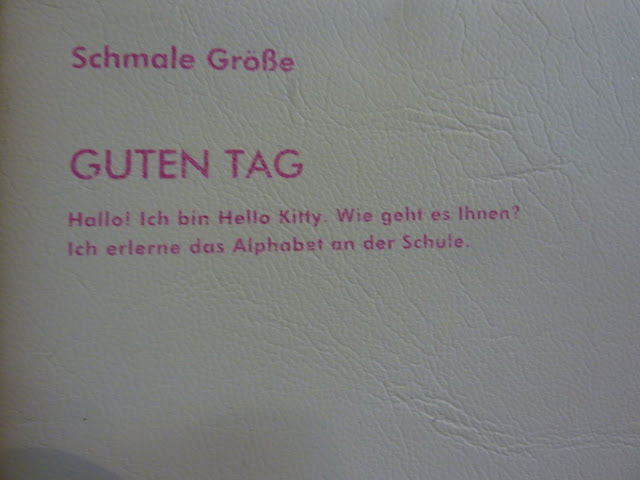 Schmale Größe
GUTEN TAG
Hallo! Ich bin Hello Kitty. Wie geht es Ihnen?
Ich erlerne das Alphabet an der Schule.